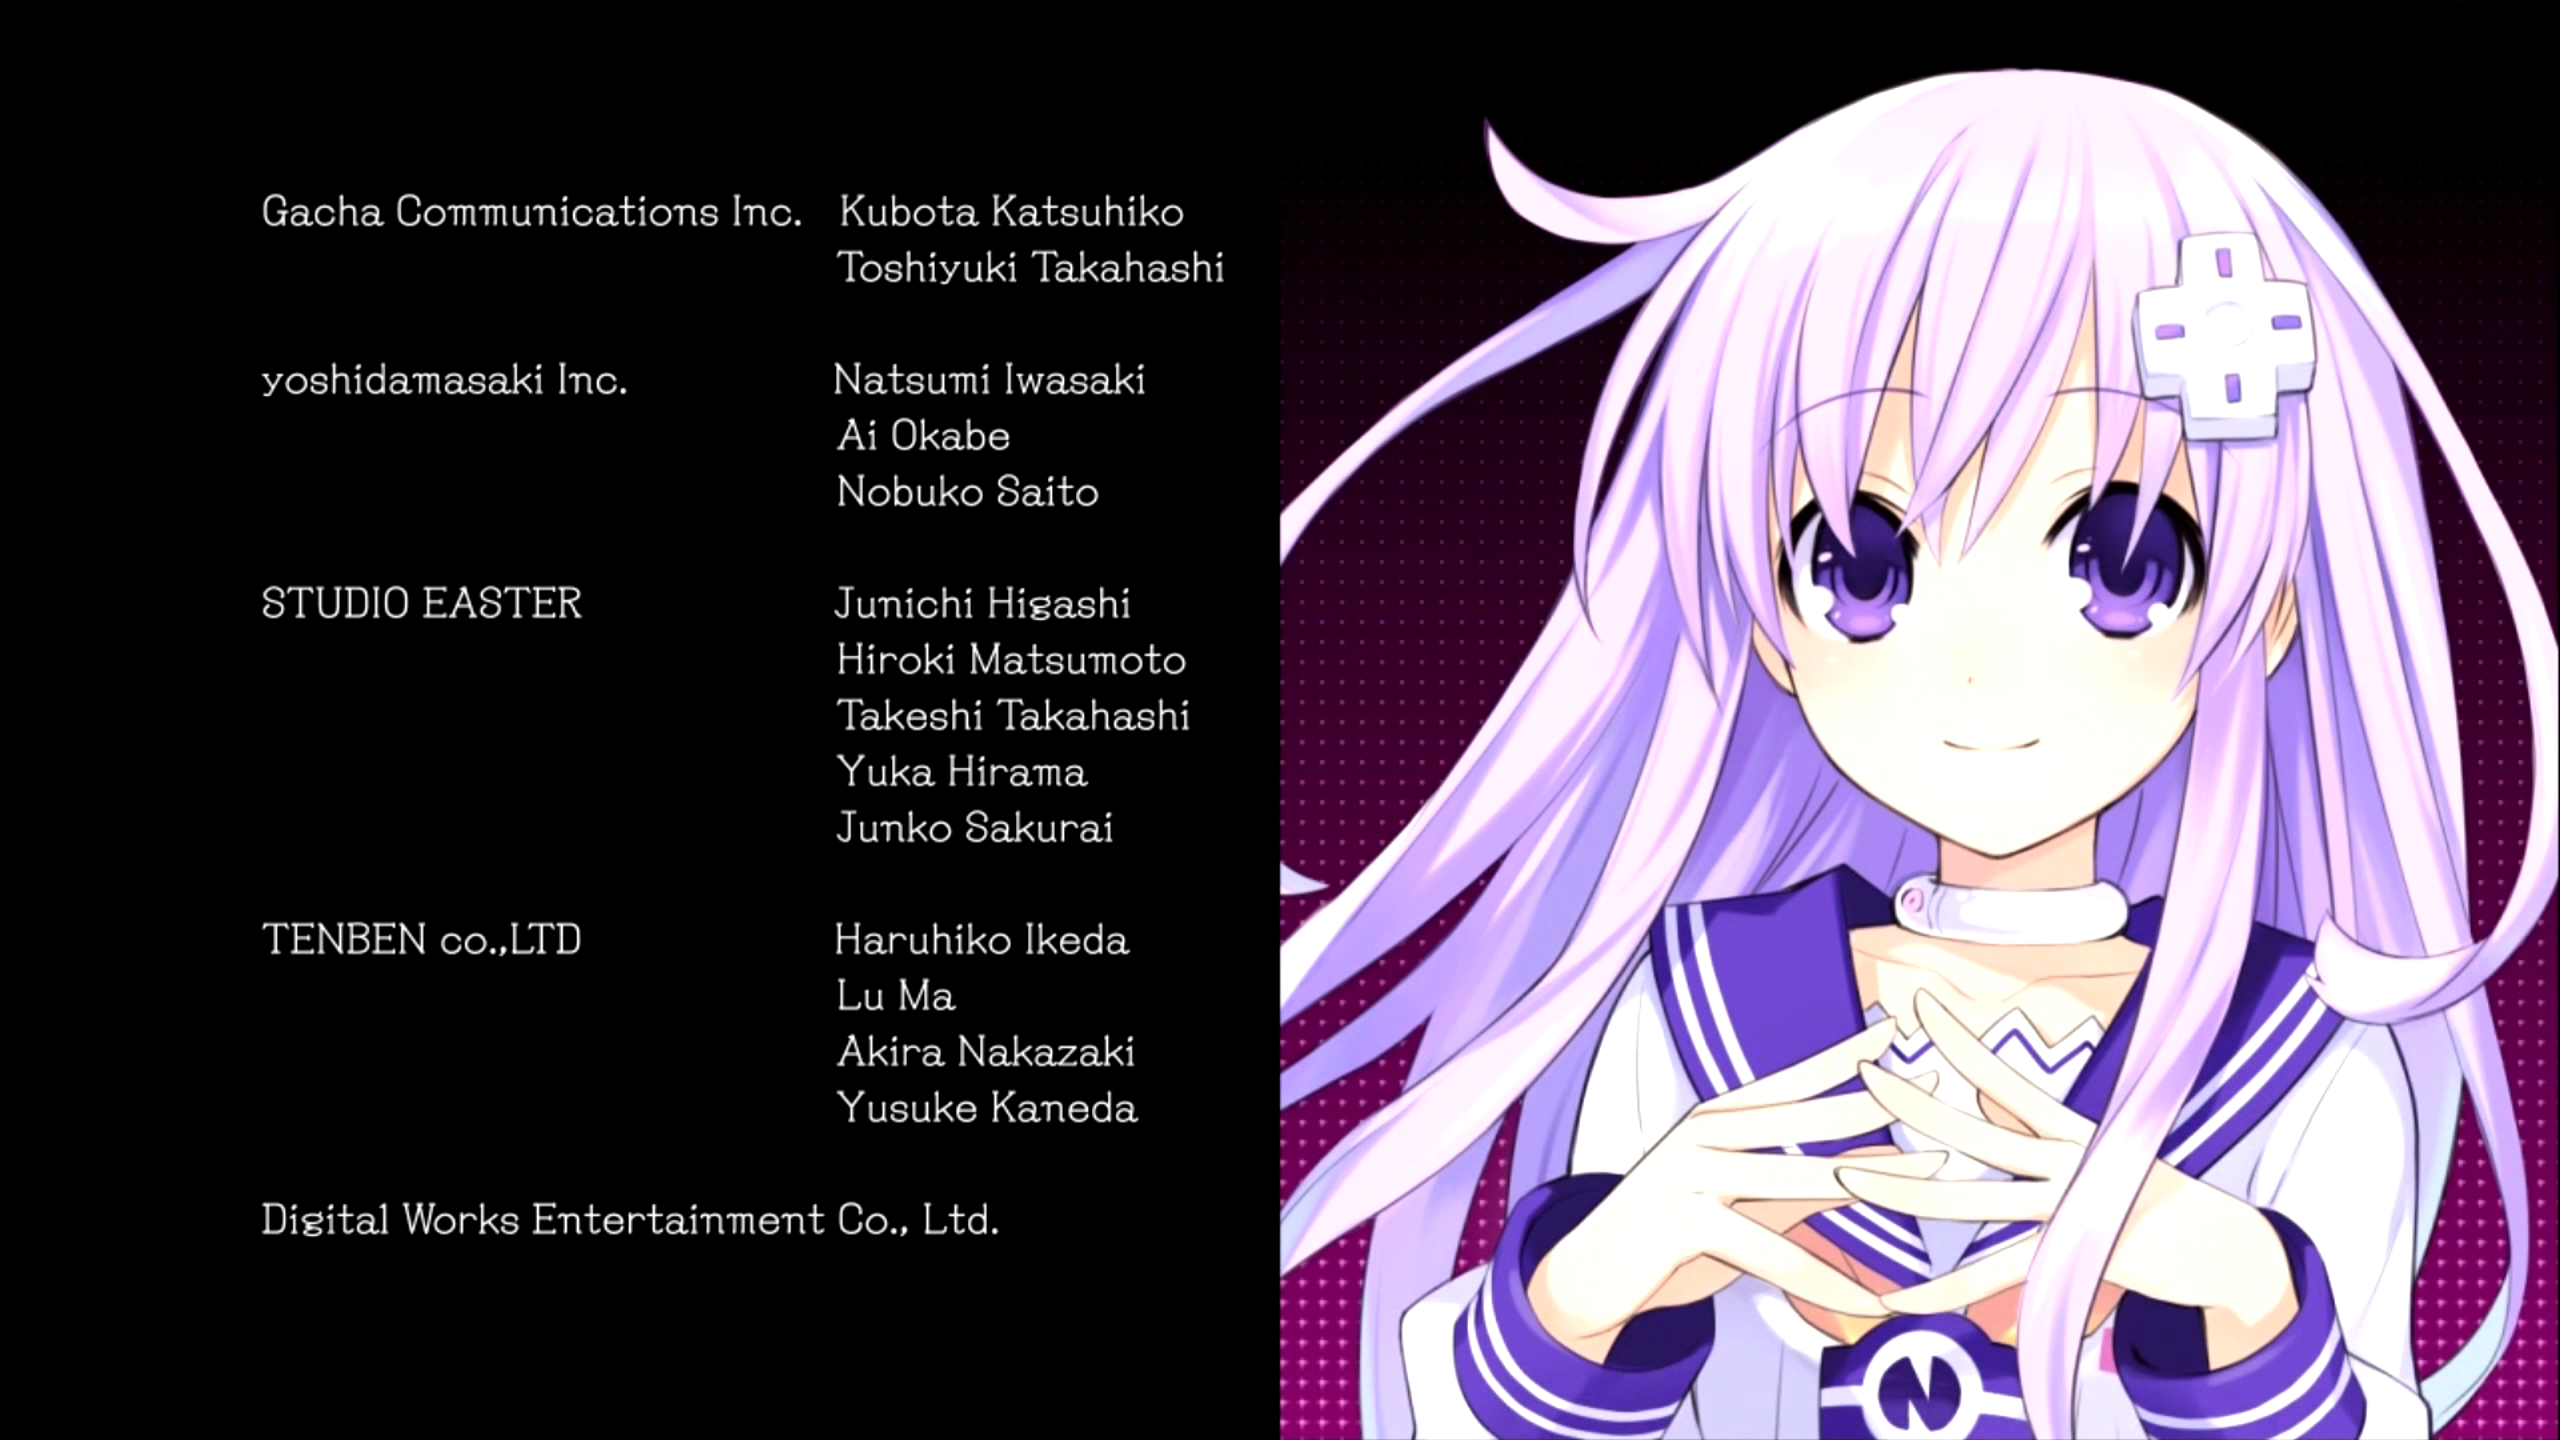 Gacha Communications Inc. Kubota Katsuhiko
Toshiyuki Takahashi
yoshidamasaki Inc. Natsumi Iwasaki
Ai Okabe
Nobuko Saito
STUDIO EASTER Junichi Higashi
Hiroki Matsumoto
Takeshi Takahashi
Yuka Hirama
Junko Sakurai
TENBEN co.,LTD Haruhiko Ikeda
Lu Ma
Akira Nakazaki
Yusuke Kaneda
Digital Works Entertainment Co., Ltd.
N